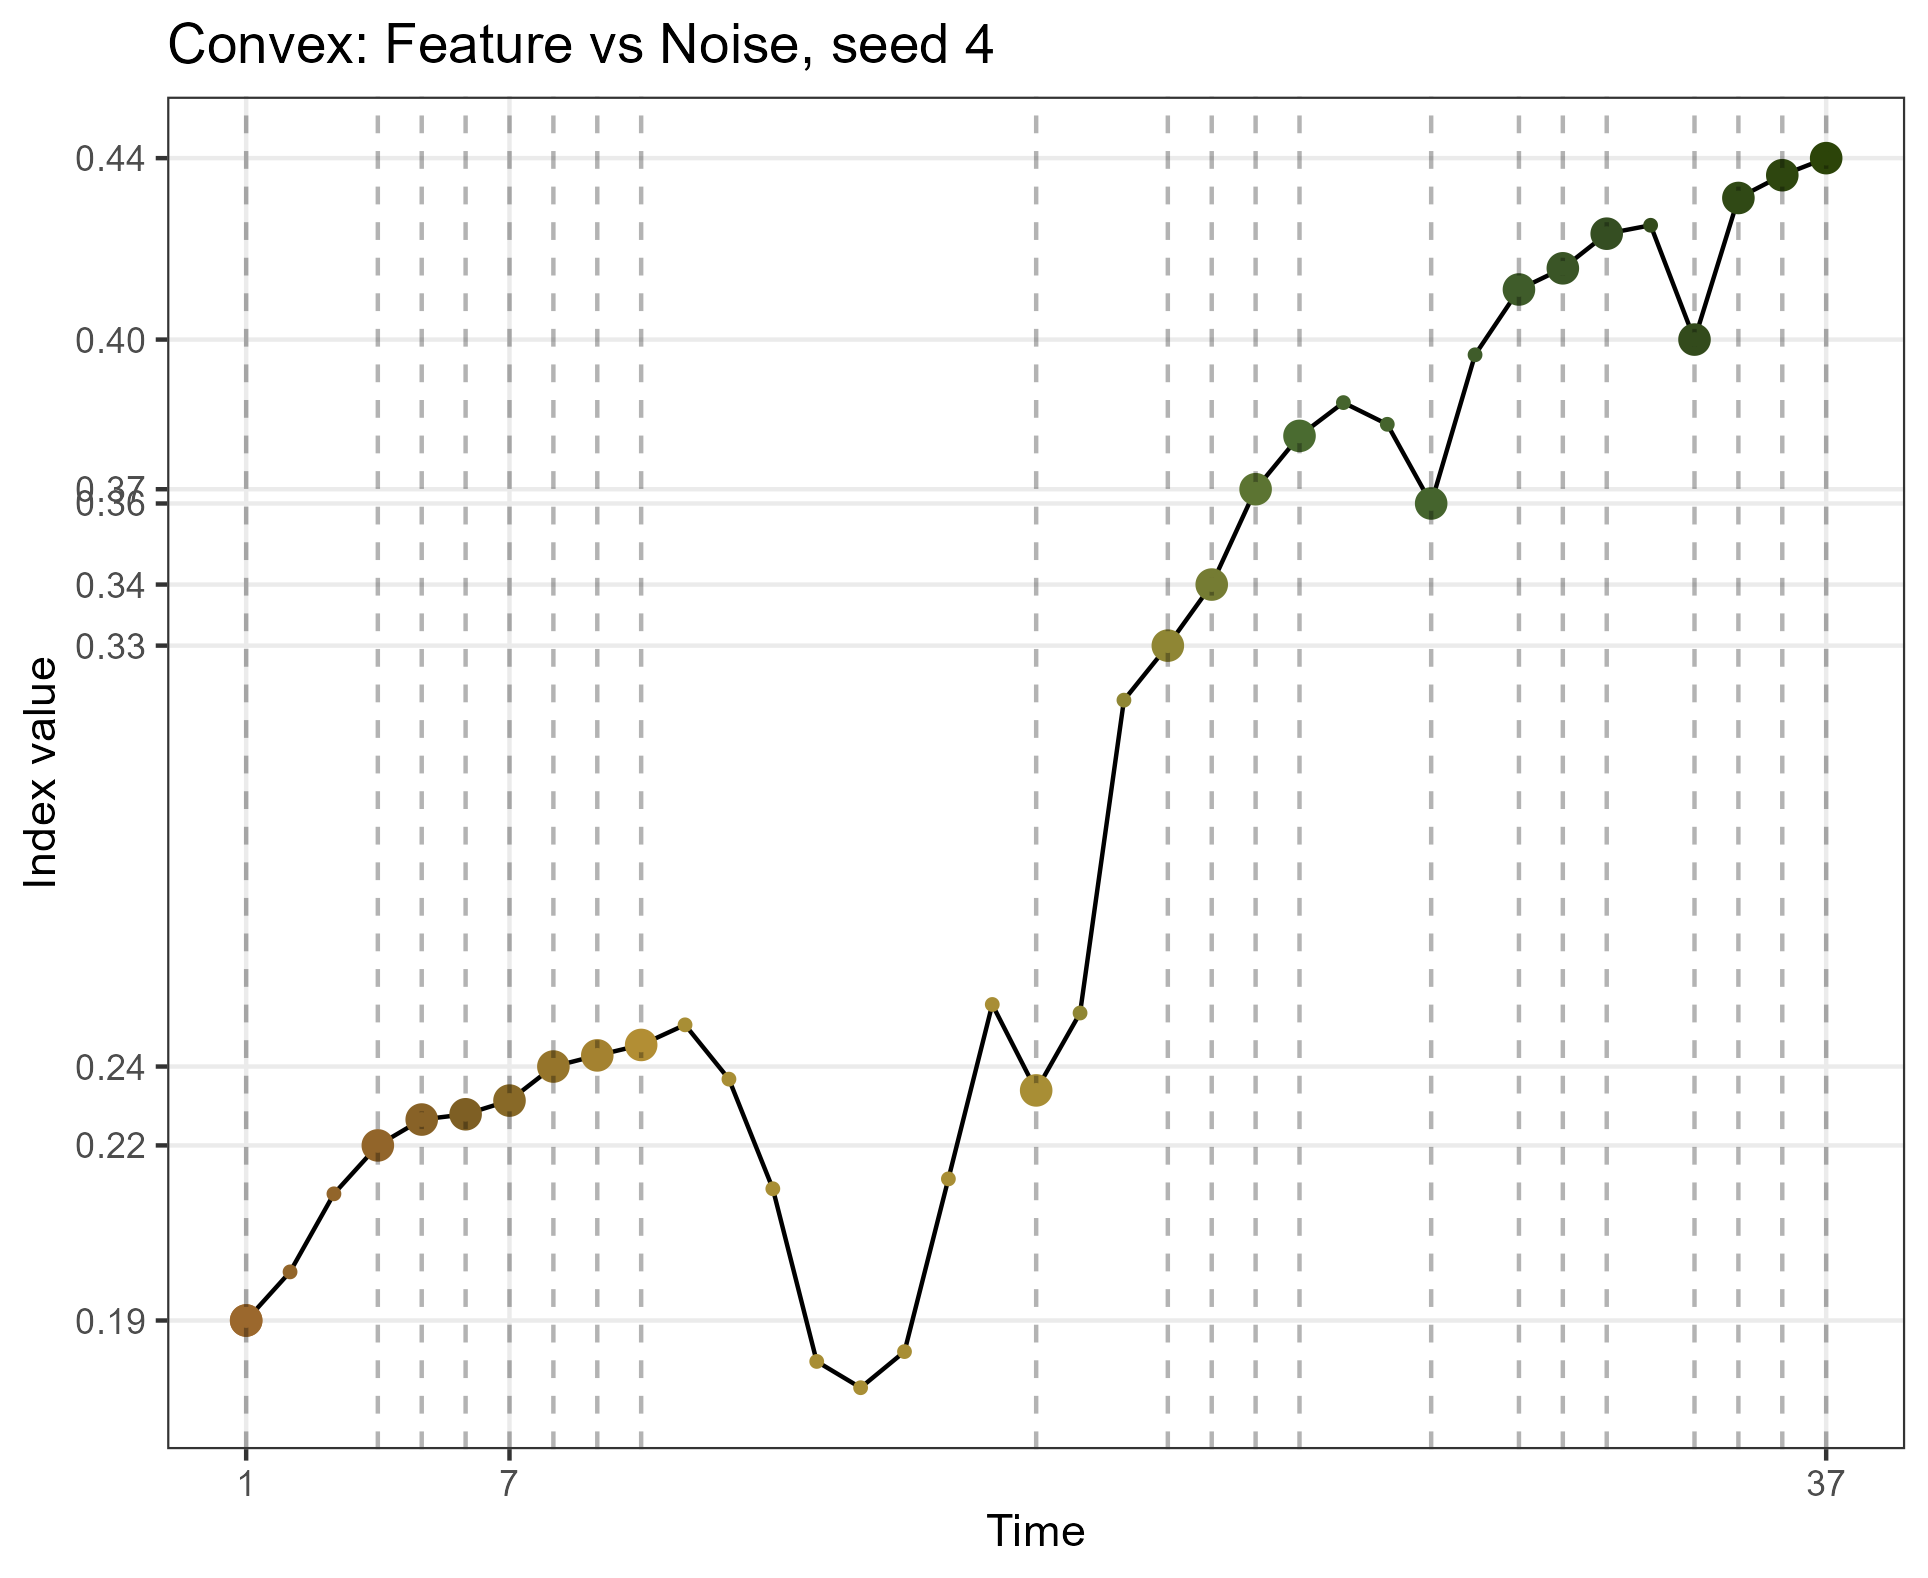 Convex: Feature vs Noise, seed 4
Index value
0.44
0.40
0.37
0.36
0.34
0.33
0.24
0.22
0.19
1 7 37
Time